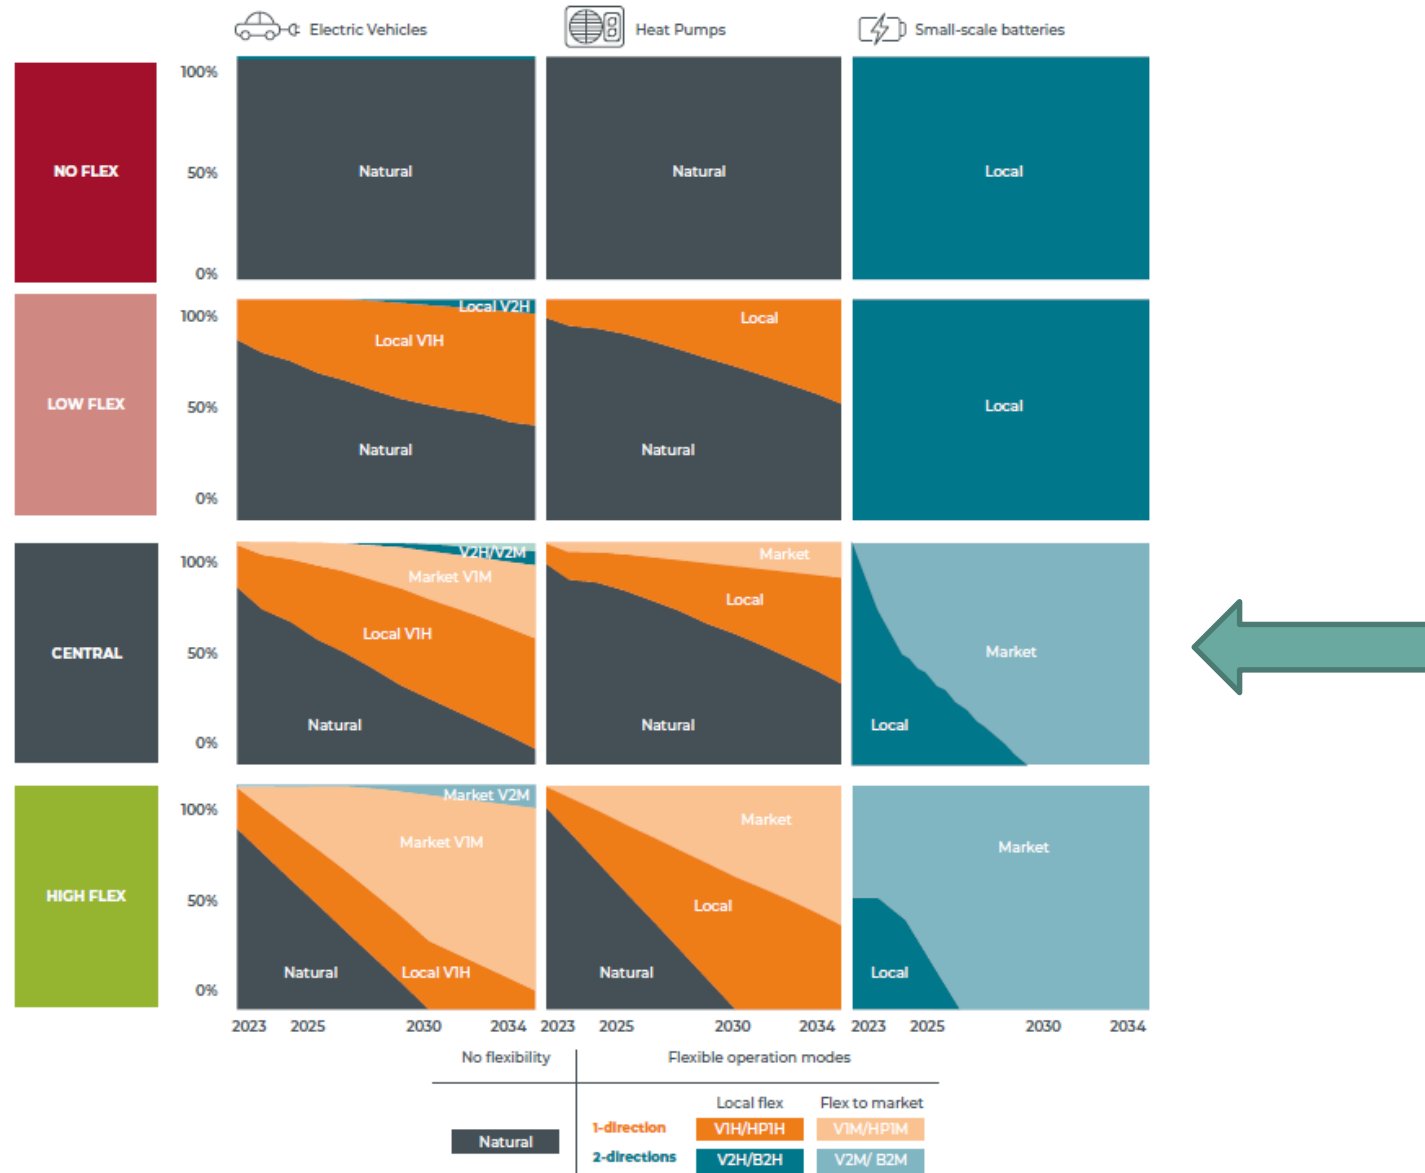 Electric Vehicles
Heat Pumps
Small-scale batteries
NO FLEX
100%
50%
0%
Natural
Natural
Local
LOW FLEX
100%
50%
0%
Local V2H
Local V1H
Natural
Local
Natural
Local
CENTRAL
100%
50%
0%
V2H/V2M
Market V1M
Local V1H
Natural
Market
Local
Natural
Market
Local
HIGH FLEX
100%
50%
0%
Market V2M
Market V1M
Local V1H
Natural
Market
Local
Natural
Market
Local
2023 2025 2030 2034
2023 2025 2030 2034
2023 2025 2030 2034
No flexibility
Flexible operation modes
Local flex
Flex to market
Natural
1-direction
V1H/HP1H
V1M/HP1M
2-directions
V2H/B2H
V2M/ B2M